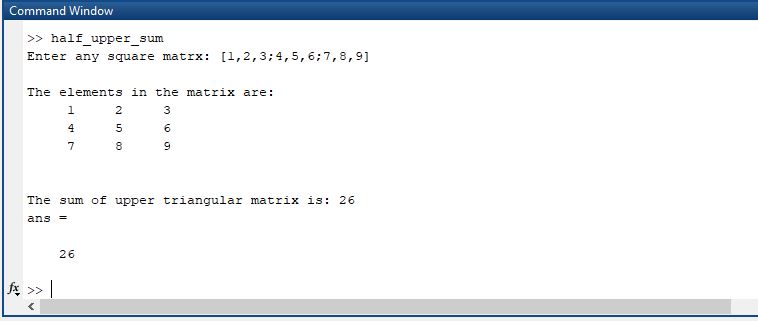 Command Window
>> half_upper_sum
Enter any square matrx: [1,2,3;4,5,6;7,8,9]
The elements in the matrix are:
1 2 3
4 5 6
7 8 9
The sum of upper triangular matrix is: 26
ans =
26
fx >>